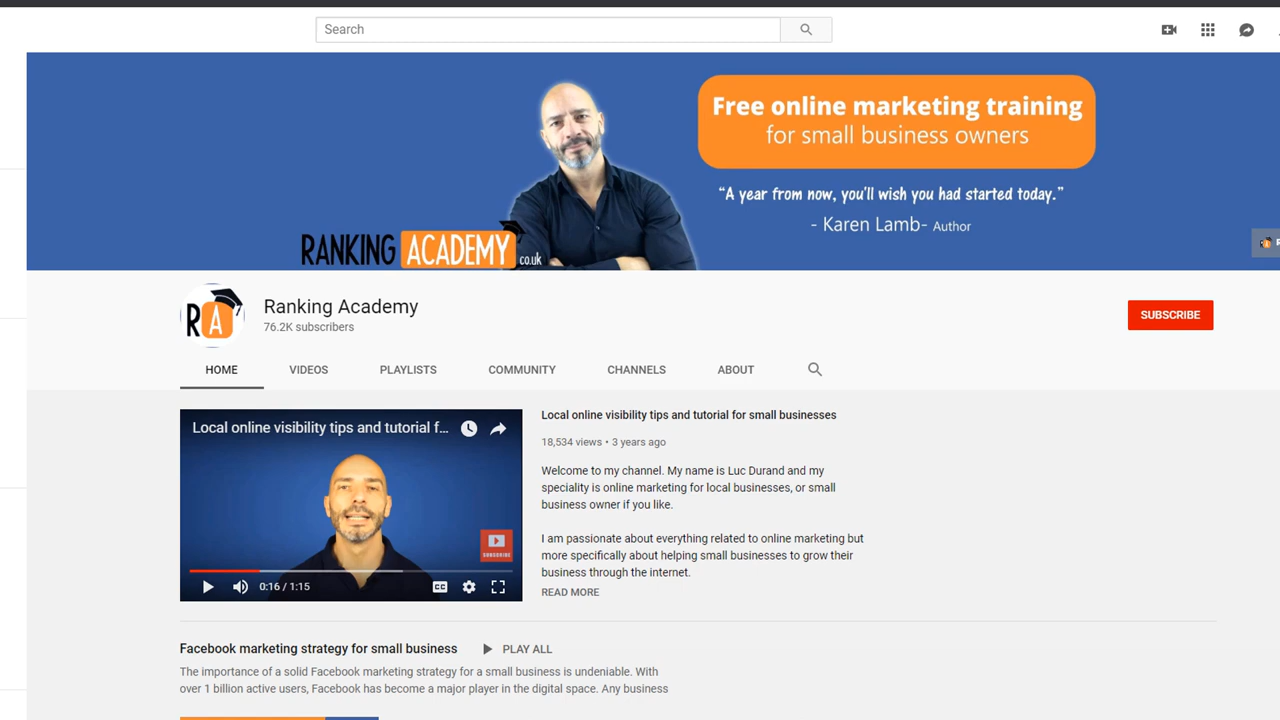 Search
Free online marketing training
for small business owners
“A year from now, you’ll wish you had started today.”
- Karen Lamb- Author
RANKING ACADEMY.co.uk
RA
Ranking Academy
76.2K subscribers
SUBSCRIBE
HOME VIDEOS PLAYLISTS COMMUNITY CHANNELS ABOUT
Local online visibility tips and tutorial f...
SUBSCRIBE
0:16 / 1:15
CC
Local online visibility tips and tutorial for small businesses
18,534 views • 3 years ago
Welcome to my channel. My name is Luc Durand and my
speciality is online marketing for local businesses, or small
business owner if you like.
I am passionate about everything related to online marketing but
more specifically about helping small businesses to grow their
business through the internet.
READ MORE
Facebook marketing strategy for small business PLAY ALL
The importance of a solid Facebook marketing strategy for a small business is undeniable. With
over 1 billion active users, Facebook has become a major player in the digital space. Any business